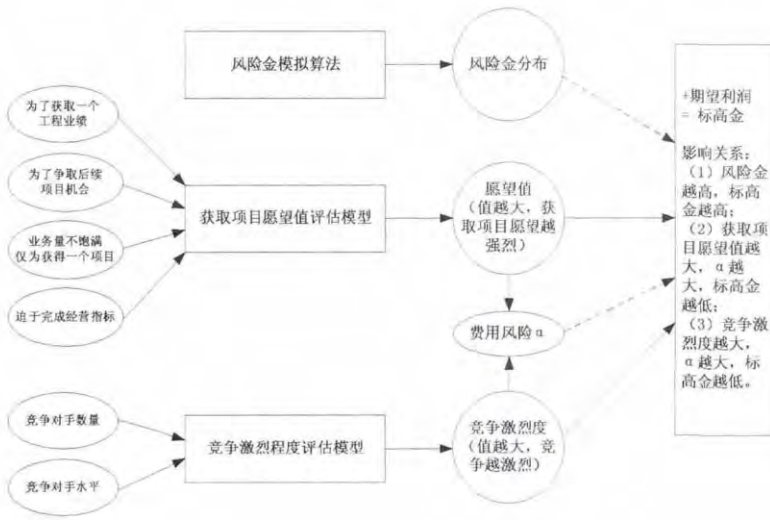 风险金模拟算法
风险金分布
为了获取一个
工程业绩
为了争取后续
项目机会
业务量不饱满
仅为获得一个项目
迫于完成经营指标
获取项目愿望值评估模型
愿望值
（值越大，获
取项目愿望越
强烈）
费用风险α
竞争对手数量
竞争对手水平
竞争激烈程度评估模型
竞争激烈度
（值越大，竞
争越激烈）
+期望利润
= 标高金
影响关系：
（1）风险金
越高，标高
金越高；
（2）获取项
目愿望值越
大，α越
大，标高金
越低；
（3）竞争激
烈度越大，
α越大，标
高金越低。